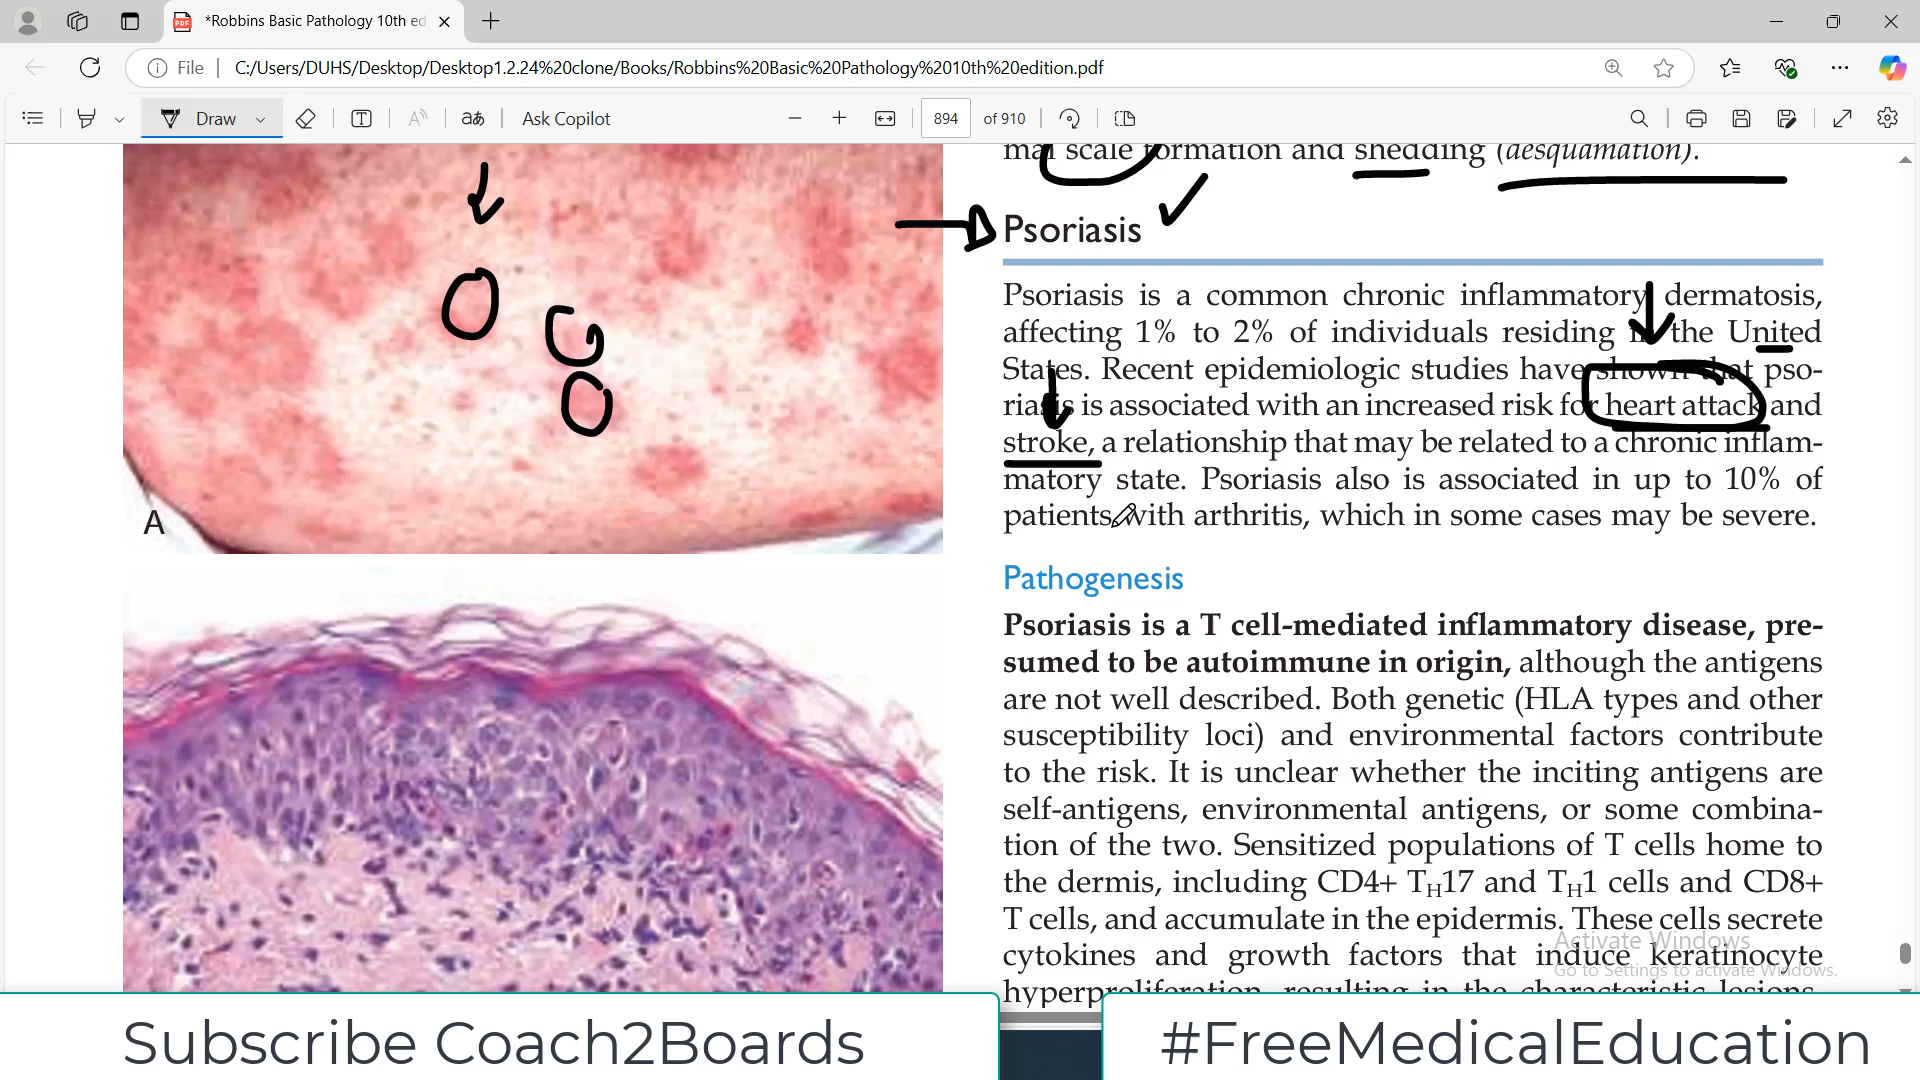 *Robbins Basic Pathology 10th ed
File
C:/Users/DUHS/Desktop/Desktop1.2.24%20clone/Books/Robbins%20Basic%20Pathology%2010th%20edition.pdf
Draw
T
A
aあ
Ask Copilot
894 of 910
mal scale formation and shedding (desquamation).
Psoriasis
Psoriasis is a common chronic inflammatory dermatosis,
affecting 1% to 2% of individuals residing in the United
States. Recent epidemiologic studies have shown that pso-
riasis is associated with an increased risk for heart attack and
stroke, a relationship that may be related to a chronic inflam-
matory state. Psoriasis also is associated in up to 10% of
patients with arthritis, which in some cases may be severe.
A
Pathogenesis
Psoriasis is a T cell-mediated inflammatory disease, pre-
sumed to be autoimmune in origin, although the antigens
are not well described. Both genetic (HLA types and other
susceptibility loci) and environmental factors contribute
to the risk. It is unclear whether the inciting antigens are
self-antigens, environmental antigens, or some combina-
tion of the two. Sensitized populations of T cells home to
the dermis, including CD4+ TH17 and TH1 cells and CD8+
T cells, and accumulate in the epidermis. These cells secrete
cytokines and growth factors that induce keratinocyte
hyperproliferation, resulting in the characteristic lesions.
Activate Windows
Go to Settings to activate Windows.
Subscribe Coach2Boards
#FreeMedicalEducation